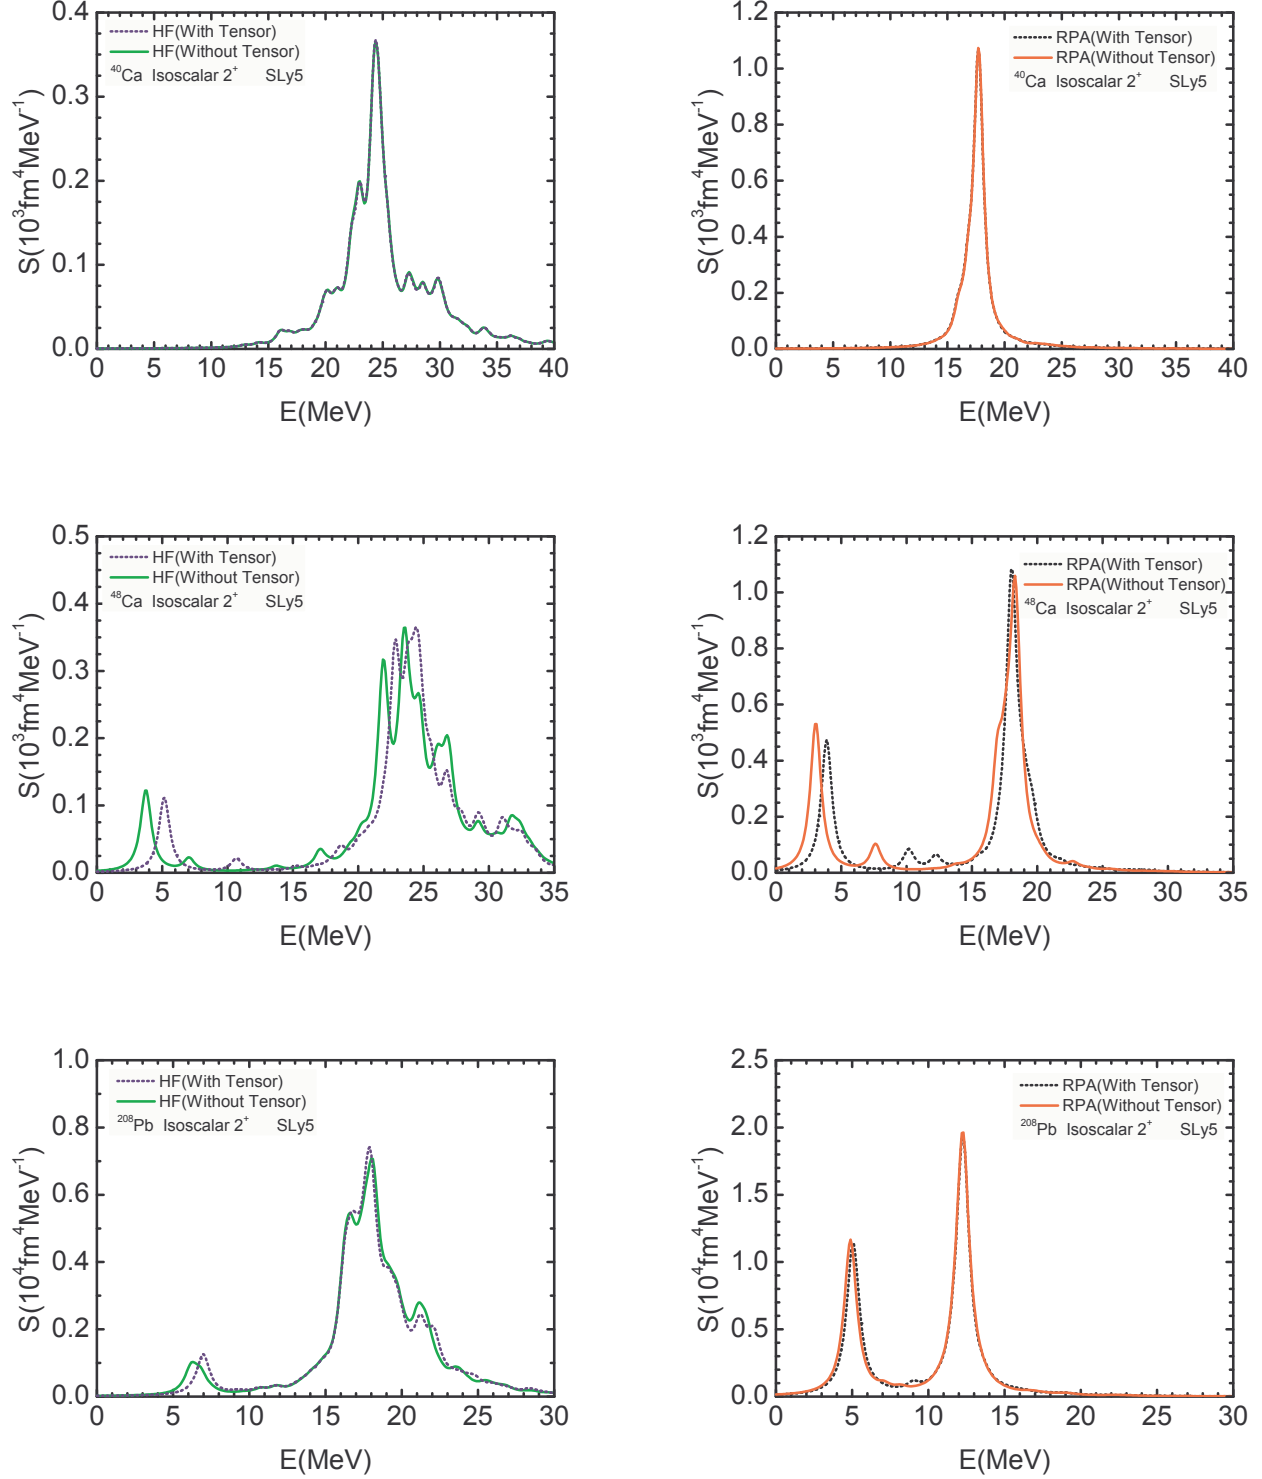 HF(With Tensor)
HF(Without Tensor)
⁴⁰Ca Isoscalar 2⁺ SLy5
S(10³fm⁴MeV⁻¹)
0.4
0.3
0.2
0.1
0.0
0 5 10 15 20 25 30 35 40
E(MeV)
RPA(With Tensor)
RPA(Without Tensor)
⁴⁰Ca Isoscalar 2⁺ SLy5
S(10³fm⁴MeV⁻¹)
1.2
1.0
0.8
0.6
0.4
0.2
0.0
0 5 10 15 20 25 30 35 40
E(MeV)
HF(With Tensor)
HF(Without Tensor)
⁴⁸Ca Isoscalar 2⁺ SLy5
S(10³fm⁴MeV⁻¹)
0.5
0.4
0.3
0.2
0.1
0.0
0 5 10 15 20 25 30 35
E(MeV)
RPA(With Tensor)
RPA(Without Tensor)
⁴⁸Ca Isoscalar 2⁺ SLy5
S(10³fm⁴MeV⁻¹)
1.2
1.0
0.8
0.6
0.4
0.2
0.0
0 5 10 15 20 25 30 35
E(MeV)
HF(With Tensor)
HF(Without Tensor)
²⁰⁸Pb Isoscalar 2⁺ SLy5
S(10⁴fm⁴MeV⁻¹)
1.0
0.8
0.6
0.4
0.2
0.0
0 5 10 15 20 25 30
E(MeV)
RPA(With Tensor)
RPA(Without Tensor)
²⁰⁸Pb Isoscalar 2⁺ SLy5
S(10⁴fm⁴MeV⁻¹)
2.5
2.0
1.5
1.0
0.5
0.0
0 5 10 15 20 25 30
E(MeV)